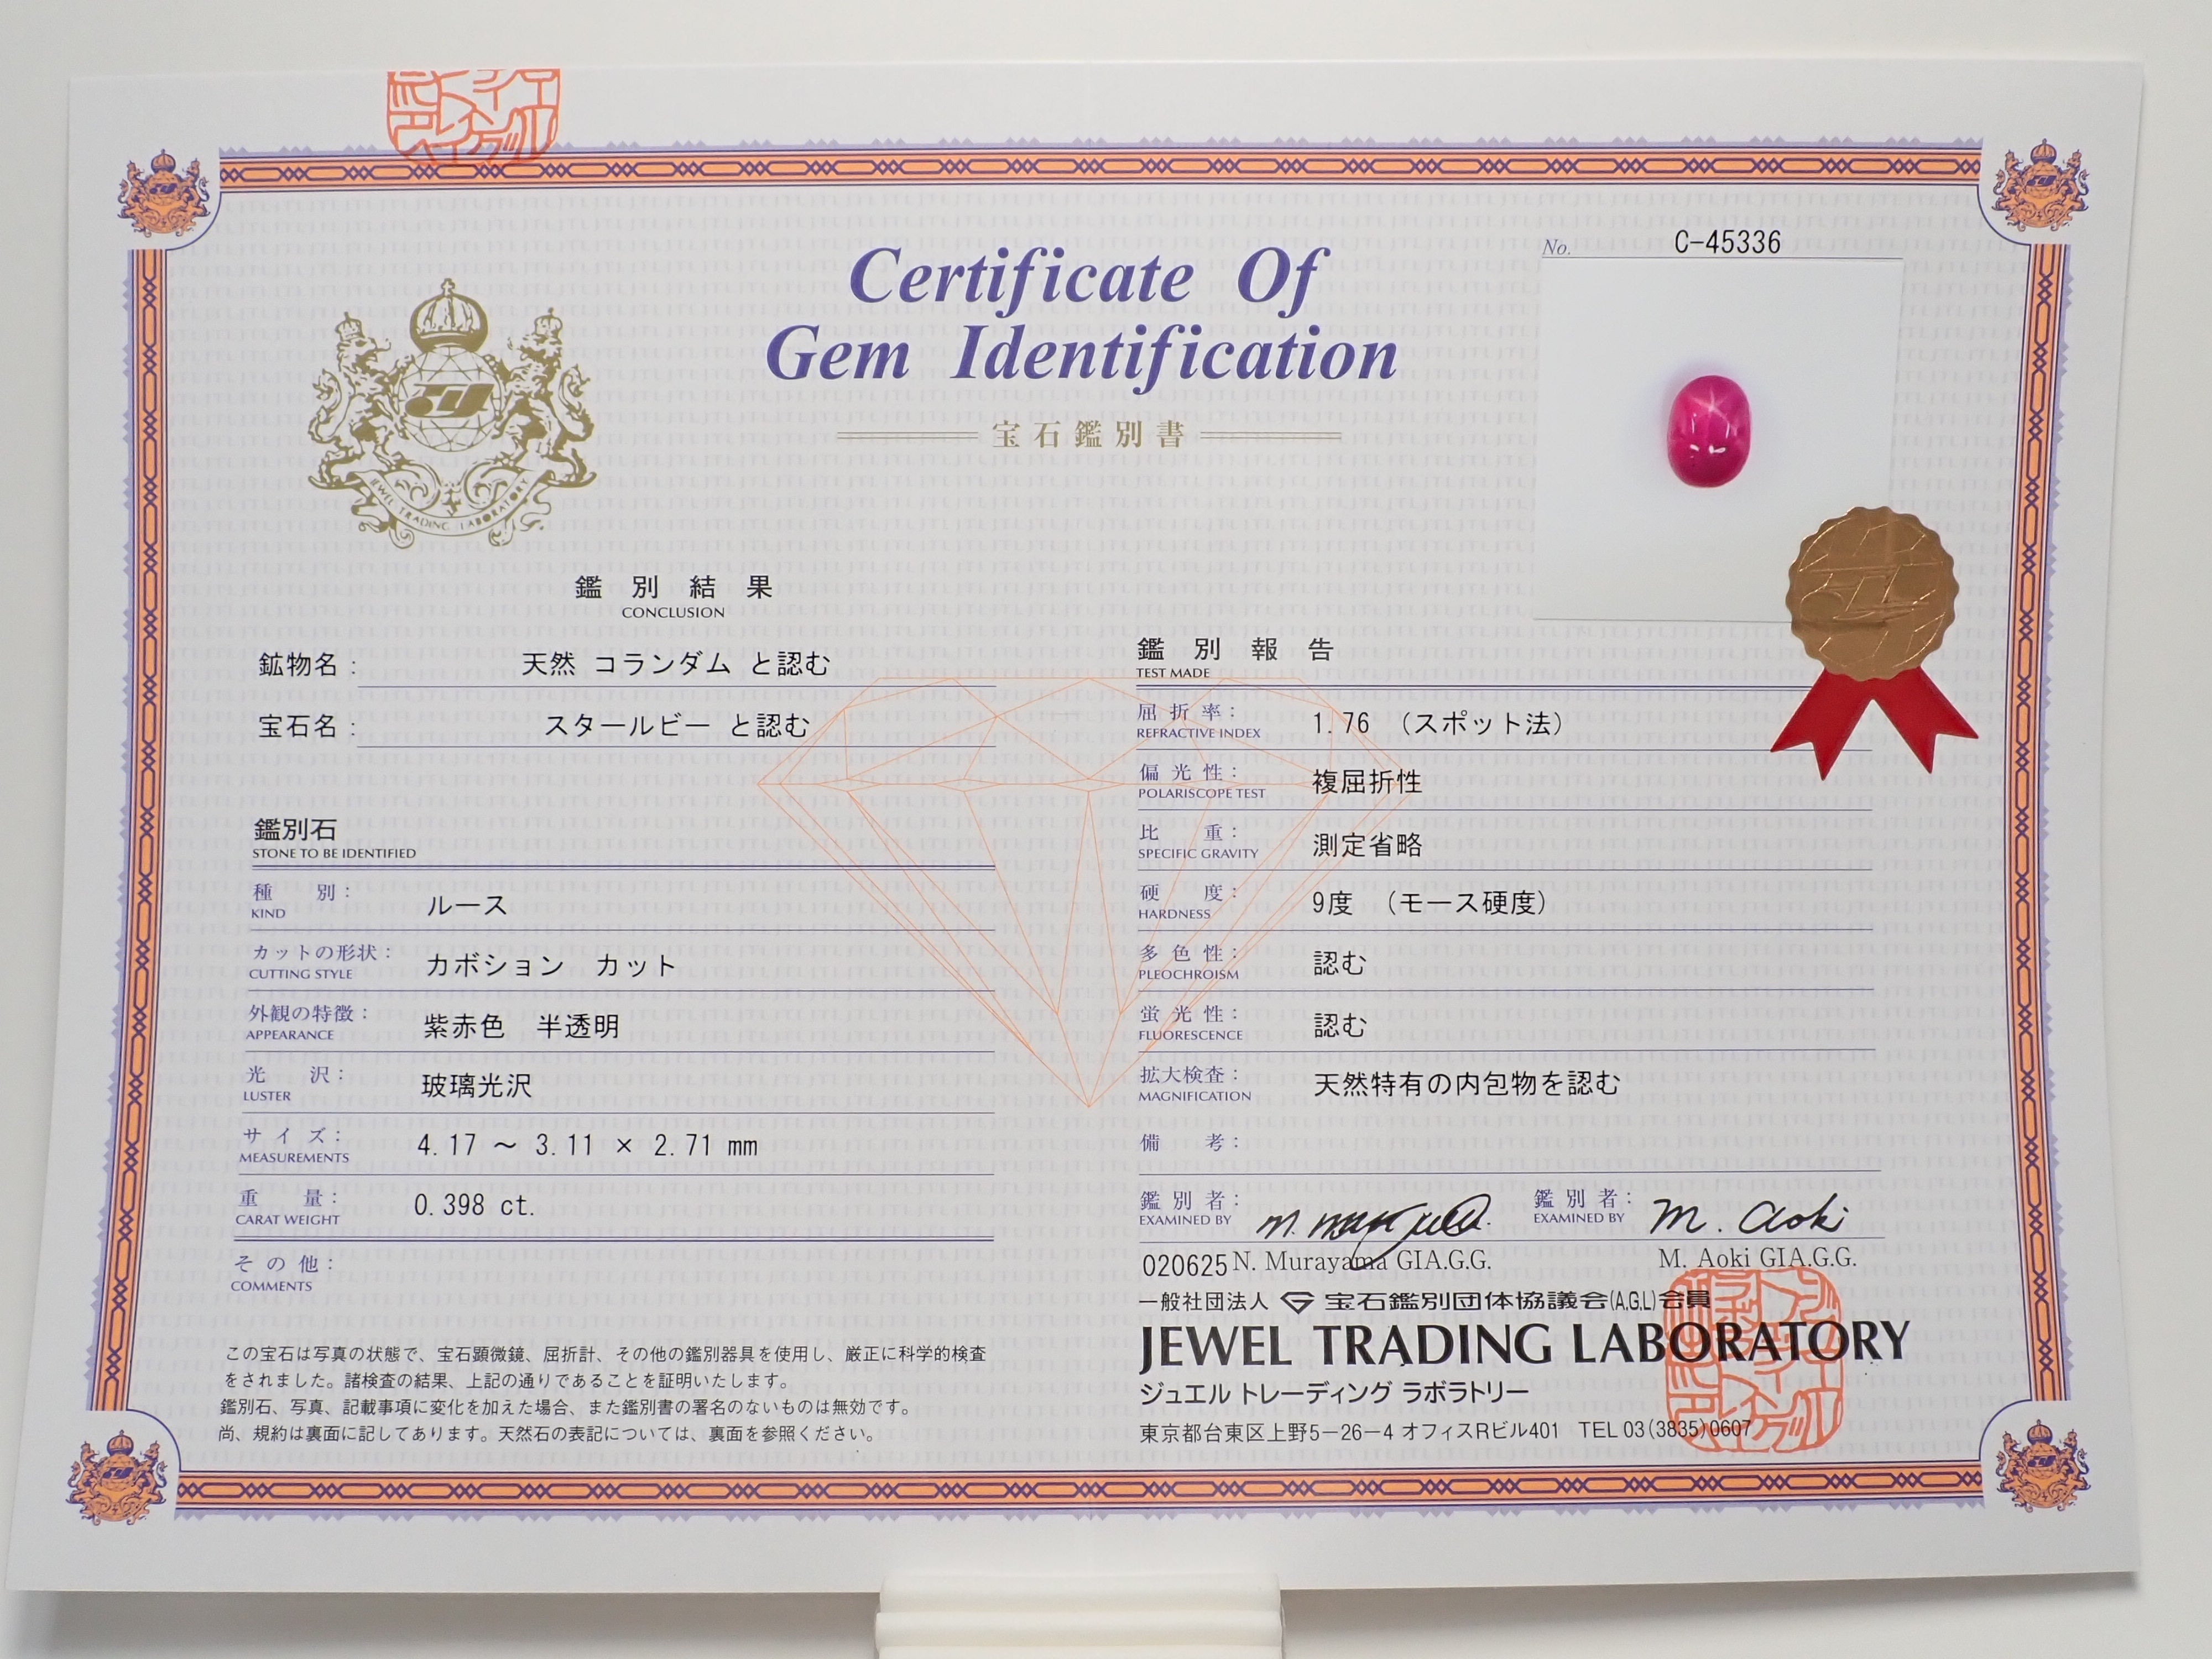 No. C-45336
Certificate Of
Gem Identification
宝石鑑別書
JEWEL TRADING LABORATORY
鑑別結果
CONCLUSION
鉱物名: 天然 コランダム と認む
宝石名: スタールビー と認む
鑑別石
STONE TO BE IDENTIFIED
種 別: ルース
KIND
カットの形状: カボション カット
CUTTING STYLE
外観の特徴: 紫赤色 半透明
APPEARANCE
光 沢: 玻璃光沢
LUSTER
サイズ: 4.17 ～ 3.11 × 2.71 mm
MEASUREMENTS
重 量: 0.398 ct.
CARAT WEIGHT
その他:
COMMENTS
この宝石は写真の状態で、宝石顕微鏡、屈折計、その他の鑑別器具を使用し、厳正に科学的検査
をされました。諸検査の結果、上記の通りであることを証明いたします。
鑑別石、写真、記載事項に変化を加えた場合、また鑑別書の署名のないものは無効です。
尚、規約は裏面に記してあります。天然石の表記については、裏面を参照ください。
鑑別報告
TEST MADE
屈折率: 1.76 (スポット法)
REFRACTIVE INDEX
偏光性: 複屈折性
POLARISCOPE TEST
比 重: 測定省略
SPECIFIC GRAVITY
硬 度: 9度 (モース硬度)
HARDNESS
多色性: 認む
PLEOCHROISM
蛍光性: 認む
FLUORESCENCE
拡大検査: 天然特有の内包物を認む
MAGNIFICATION
備 考:
鑑別者: 鑑別者: M. Aoki
EXAMINED BY EXAMINED BY
020625 N. Murayama GIA.G.G. M. Aoki GIA.G.G.
一般社団法人 宝石鑑別団体協議会(A.G.L)会員
JEWEL TRADING LABORATORY
ジュエル トレーディング ラボラトリー
東京都台東区上野5−26−4 オフィスRビル401 TEL 03(3835)0607